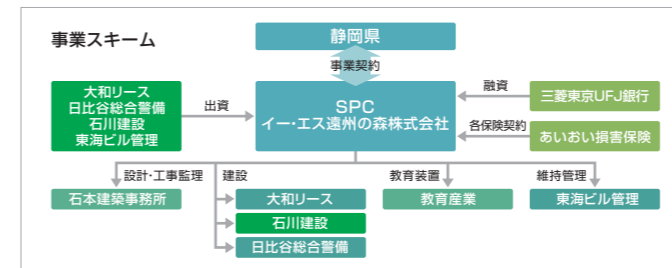 事業スキーム
静岡県
事業契約
大和リース
日比谷総合警備
石川建設
東海ビル管理
出資
SPC
イー・エス遠州の森株式会社
融資
三菱東京UFJ銀行
各保険契約
あいおい損害保険
設計・工事監理
石本建築事務所
建設
大和リース
石川建設
日比谷総合警備
教育装置
教育産業
維持管理
東海ビル管理